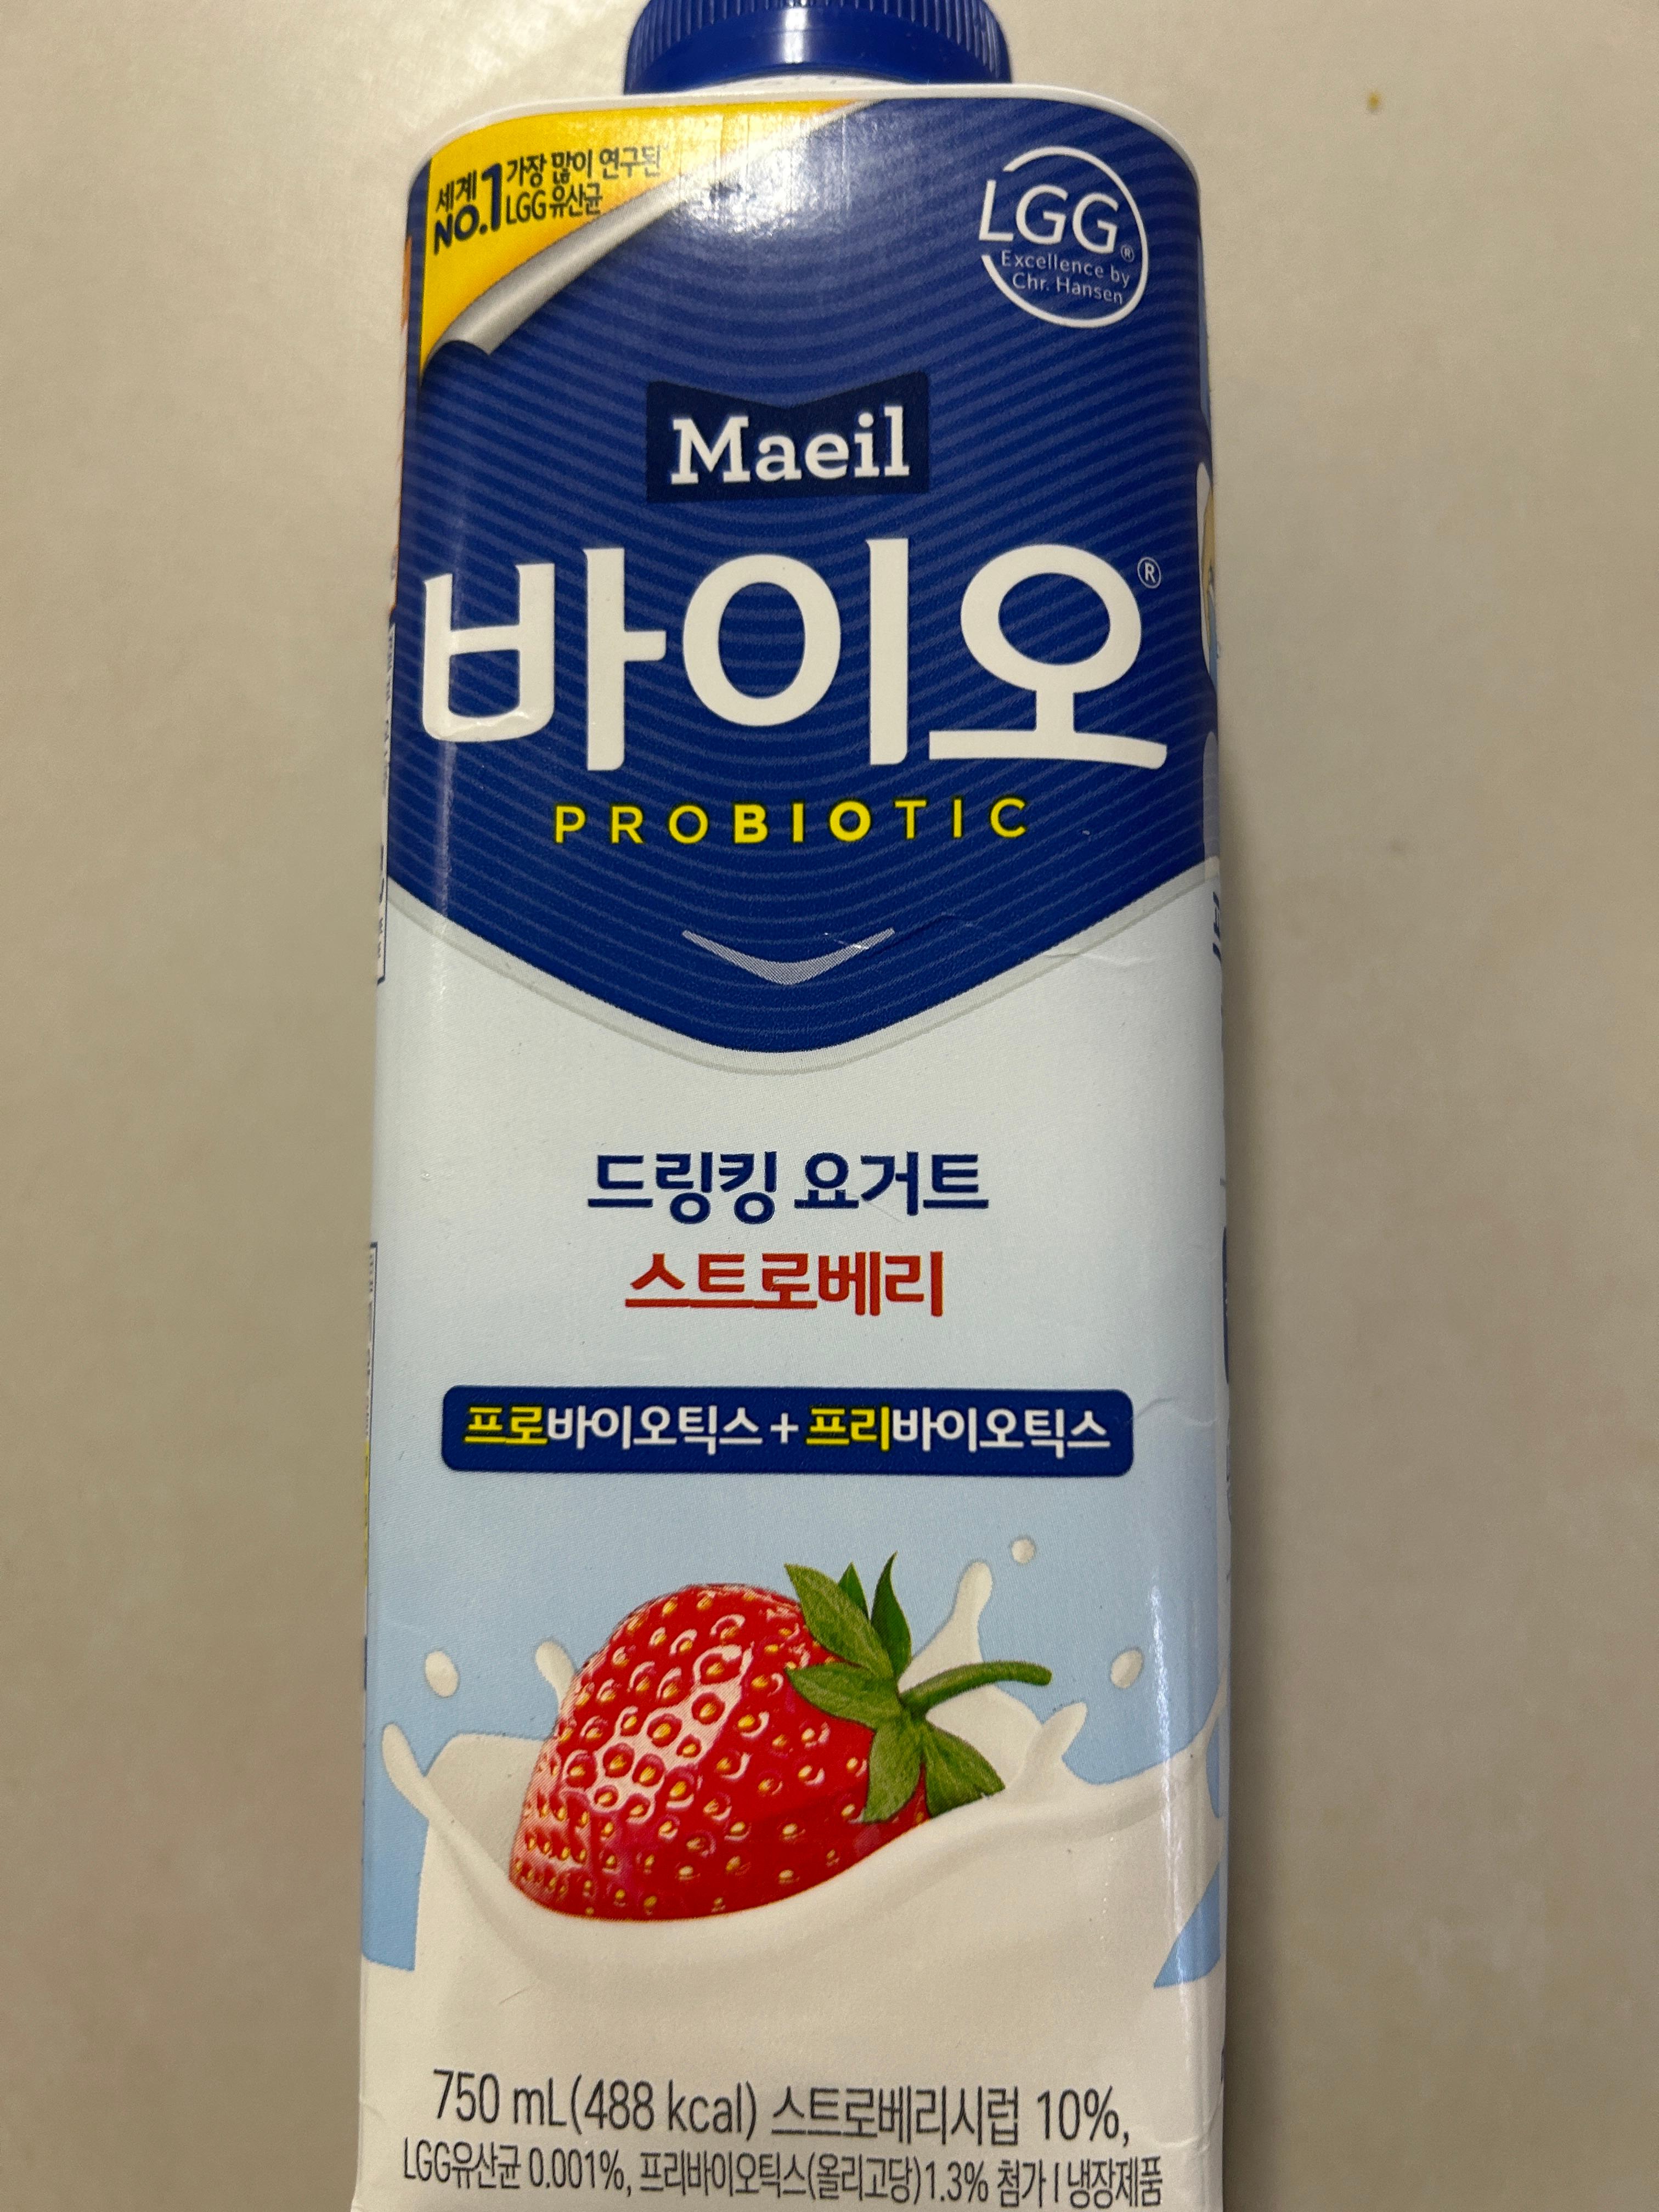 세계 NO.1 가장 많이 연구된
LGG 유산균
LGG®
Excellence by
Chr. Hansen
Maeil
바이오®
PROBIOTIC
드링킹 요거트
스트로베리
프로바이오틱스 + 프리바이오틱스
750 mL(488 kcal) 스트로베리시럽 10%,
LGG유산균 0.001%, 프리바이오틱스(올리고당)1.3% 첨가 | 냉장제품